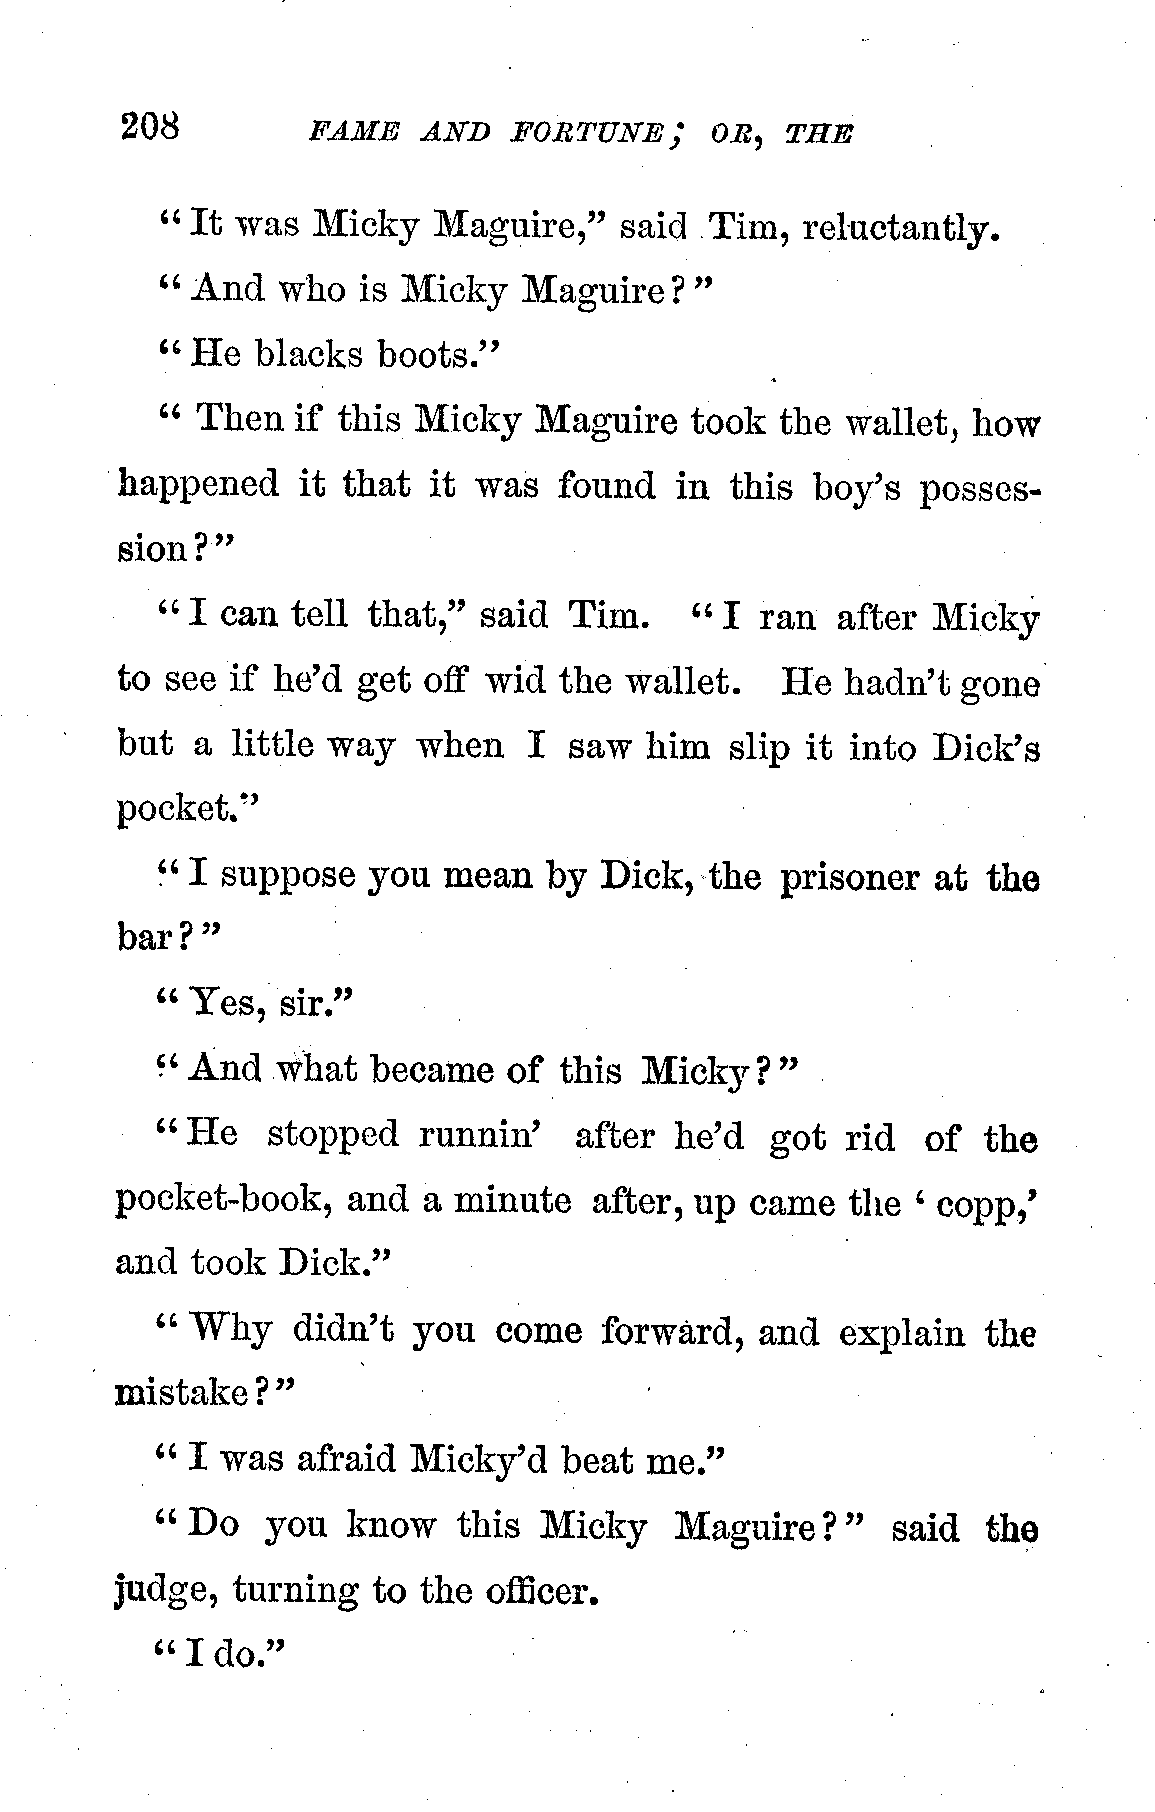 208 FAME AND FORTUNE; OR, THE
"It was Micky Maguire," said Tim, reluctantly.
"And who is Micky Maguire?"
"He blacks boots."
"Then if this Micky Maguire took the wallet, how
happened it that it was found in this boy's posses-
sion?"
"I can tell that," said Tim. "I ran after Micky
to see if he'd get off wid the wallet. He hadn't gone
but a little way when I saw him slip it into Dick's
pocket."
"I suppose you mean by Dick, the prisoner at the
bar?"
"Yes, sir."
"And what became of this Micky?"
"He stopped runnin' after he'd got rid of the
pocket-book, and a minute after, up came the 'copp,'
and took Dick."
"Why didn't you come forward, and explain the
mistake?"
"I was afraid Micky'd beat me."
"Do you know this Micky Maguire?" said the
judge, turning to the officer.
"I do."